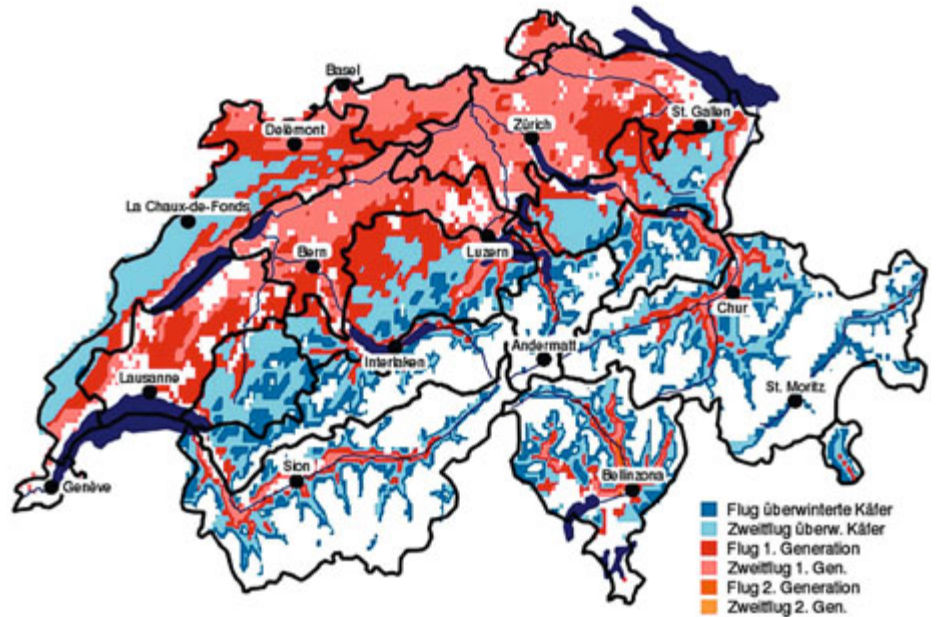 Basel
St. Gallen
Delémont
Zürich
La Chaux-de-Fonds
Bern
Luzern
Chur
Andermatt
Interlaken
Lausanne
St. Moritz
Sion
Bellinzona
Genève
Flug überwinterte Käfer
Zweitflug überw. Käfer
Flug 1. Generation
Zweitflug 1. Gen.
Flug 2. Generation
Zweitflug 2. Gen.